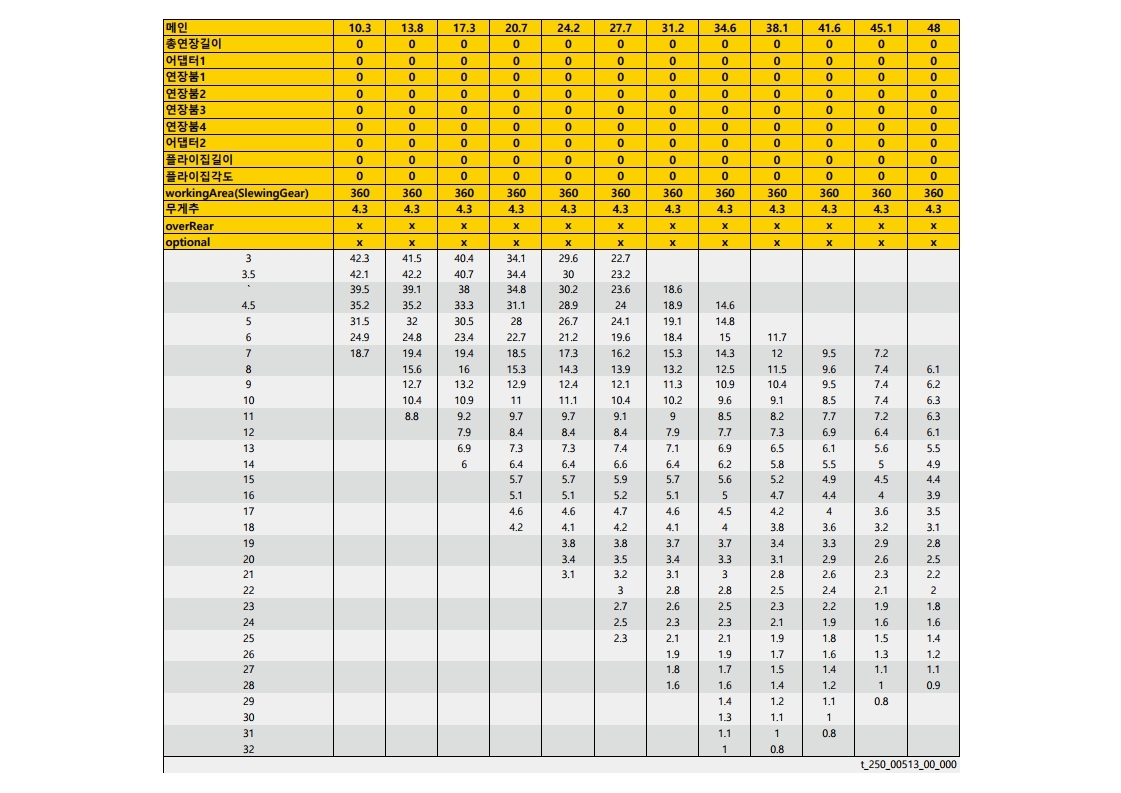 메인 10.3 13.8 17.3 20.7 24.2 27.7 31.2 34.6 38.1 41.6 45.1 48
총연장길이 0 0 0 0 0 0 0 0 0 0 0 0
어댑터1 0 0 0 0 0 0 0 0 0 0 0 0
연장붐1 0 0 0 0 0 0 0 0 0 0 0 0
연장붐2 0 0 0 0 0 0 0 0 0 0 0 0
연장붐3 0 0 0 0 0 0 0 0 0 0 0 0
연장붐4 0 0 0 0 0 0 0 0 0 0 0 0
어댑터2 0 0 0 0 0 0 0 0 0 0 0 0
플라이집길이 0 0 0 0 0 0 0 0 0 0 0 0
플라이집각도 0 0 0 0 0 0 0 0 0 0 0 0
workingArea(SlewingGear) 360 360 360 360 360 360 360 360 360 360 360 360
무게추 4.3 4.3 4.3 4.3 4.3 4.3 4.3 4.3 4.3 4.3 4.3 4.3
overRear x x x x x x x x x x x x
optional x x x x x x x x x x x x
3 42.3 41.5 40.4 34.1 29.6 22.7
3.5 42.1 42.2 40.7 34.4 30 23.2
` 39.5 39.1 38 34.8 30.2 23.6 18.6
4.5 35.2 35.2 33.3 31.1 28.9 24 18.9 14.6
5 31.5 32 30.5 28 26.7 24.1 19.1 14.8
6 24.9 24.8 23.4 22.7 21.2 19.6 18.4 15 11.7
7 18.7 19.4 19.4 18.5 17.3 16.2 15.3 14.3 12 9.5 7.2
8 15.6 16 15.3 14.3 13.9 13.2 12.5 11.5 9.6 7.4 6.1
9 12.7 13.2 12.9 12.4 12.1 11.3 10.9 10.4 9.5 7.4 6.2
10 10.4 10.9 11 11.1 10.4 10.2 9.6 9.1 8.5 7.4 6.3
11 8.8 9.2 9.7 9.7 9.1 9 8.5 8.2 7.7 7.2 6.3
12 7.9 8.4 8.4 8.4 7.9 7.7 7.3 6.9 6.4 6.1
13 6.9 7.3 7.3 7.4 7.1 6.9 6.5 6.1 5.6 5.5
14 6 6.4 6.4 6.6 6.4 6.2 5.8 5.5 5 4.9
15 5.7 5.7 5.9 5.7 5.6 5.2 4.9 4.5 4.4
16 5.1 5.1 5.2 5.1 5 4.7 4.4 4 3.9
17 4.6 4.6 4.7 4.6 4.5 4.2 4 3.6 3.5
18 4.2 4.1 4.2 4.1 4 3.8 3.6 3.2 3.1
19 3.8 3.8 3.7 3.7 3.4 3.3 2.9 2.8
20 3.4 3.5 3.4 3.3 3.1 2.9 2.6 2.5
21 3.1 3.2 3.1 3 2.8 2.6 2.3 2.2
22 3 2.8 2.8 2.5 2.4 2.1 2
23 2.7 2.6 2.5 2.3 2.2 1.9 1.8
24 2.5 2.3 2.3 2.1 1.9 1.6 1.6
25 2.3 2.1 2.1 1.9 1.8 1.5 1.4
26 1.9 1.9 1.7 1.6 1.3 1.2
27 1.8 1.7 1.5 1.4 1.1 1.1
28 1.6 1.6 1.4 1.2 1 0.9
29 1.4 1.2 1.1 0.8
30 1.3 1.1 1
31 1.1 1 0.8
32 1 0.8
t_250_00513_00_000